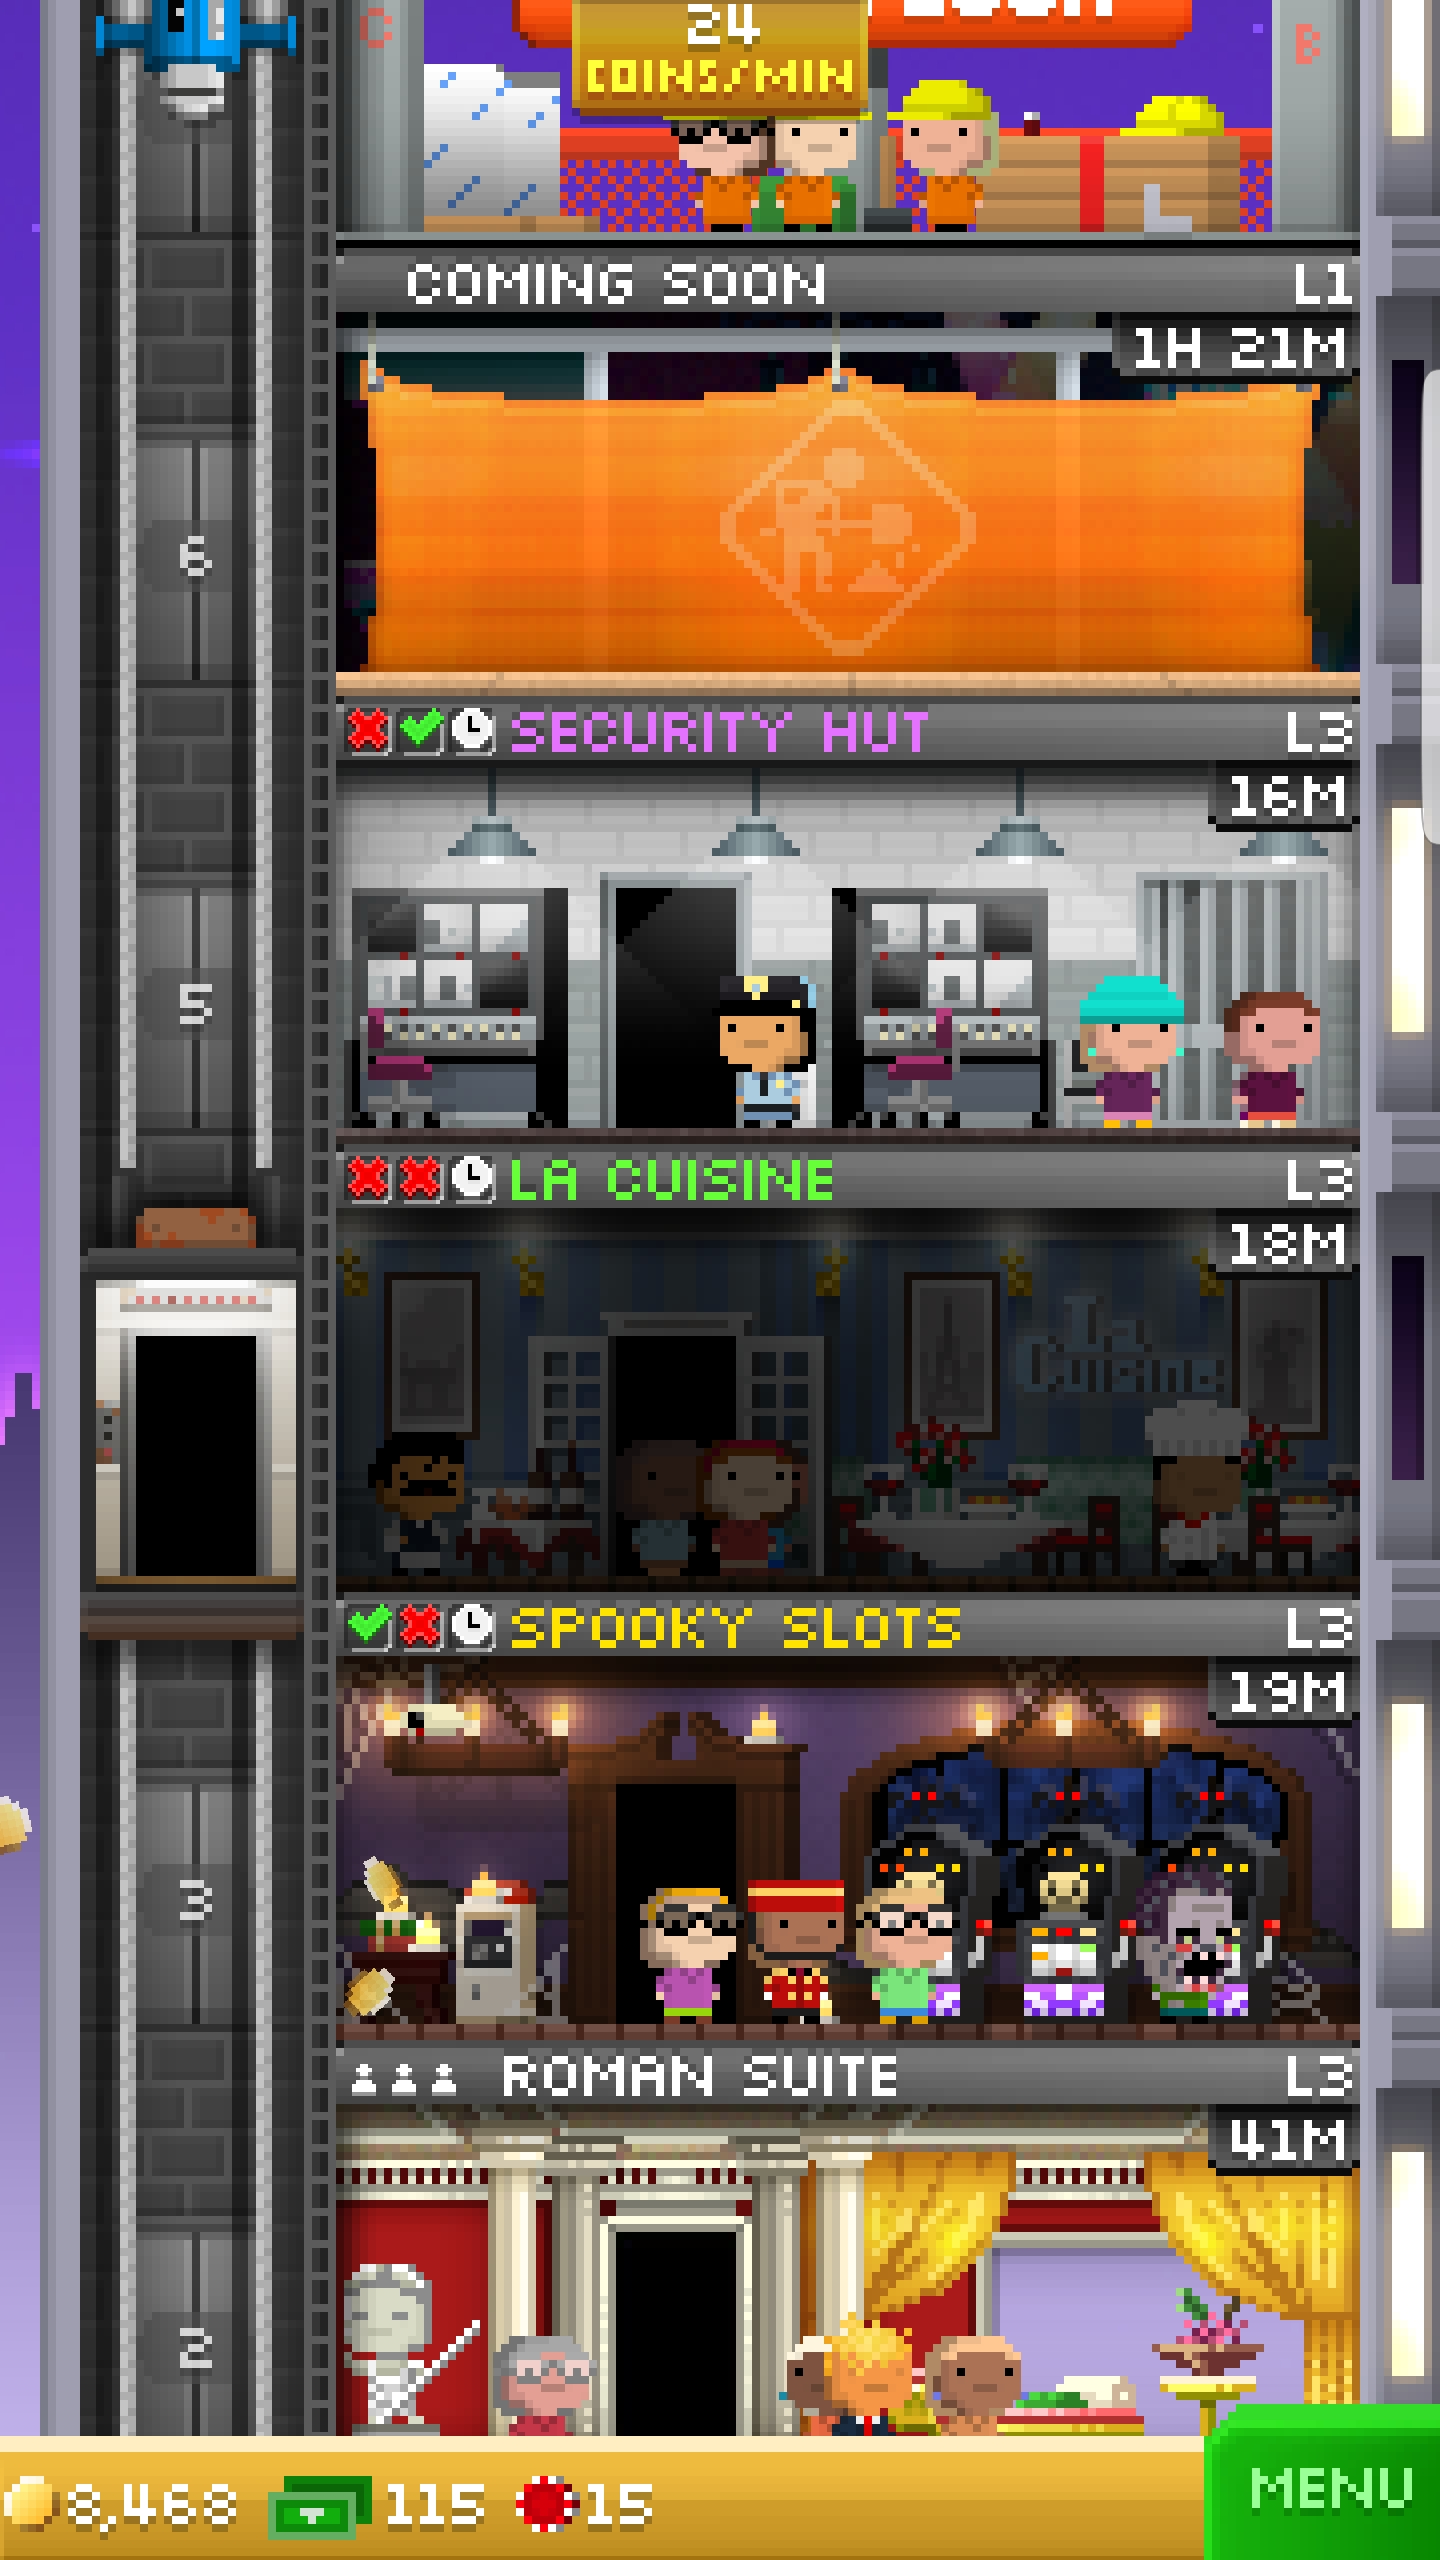 C
24
B
COINS/MIN
COMING SOON L1
1H 21M
6
SECURITY HUT L3
16M
5
LA CUISINE L3
18M
La
Cuisine
SPOOKY SLOTS L3
19M
3
ROMAN SUITE L3
41M
2
8,468 115 15
MENU